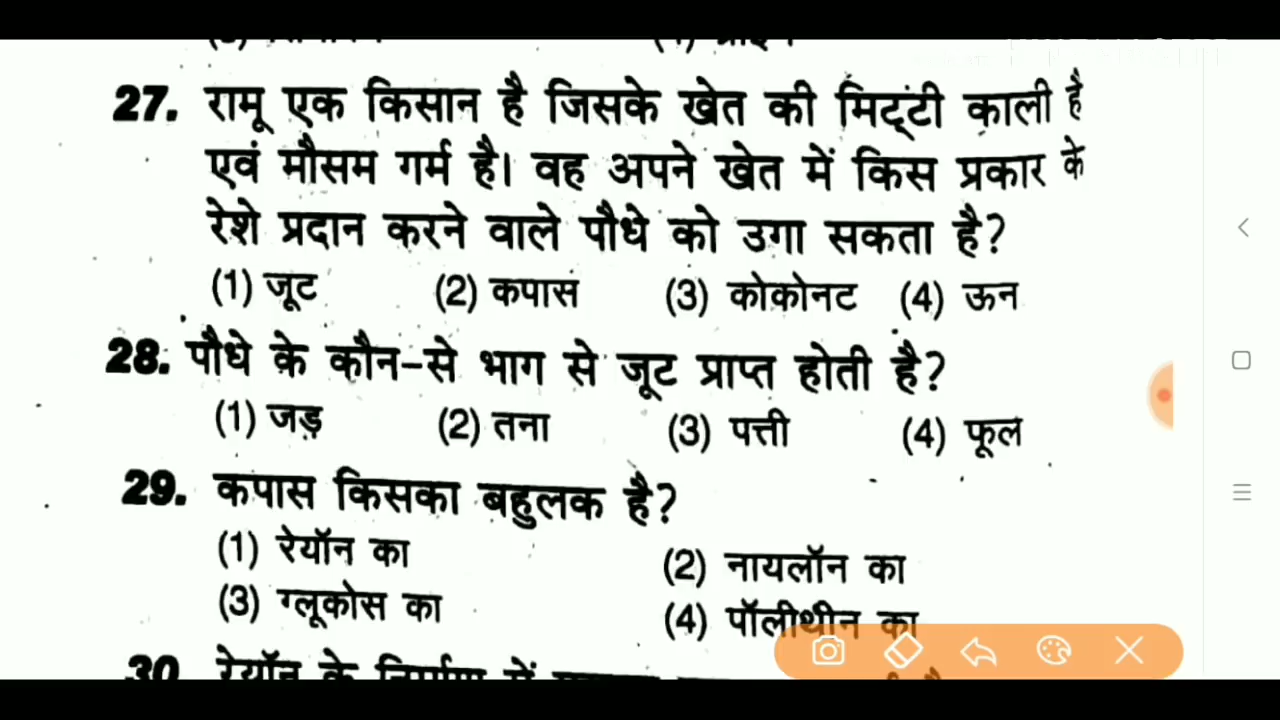 27. रामू एक किसान है जिसके खेत की मिट्टी काली है
एवं मौसम गर्म है। वह अपने खेत में किस प्रकार के
रेशे प्रदान करने वाले पौधे को उगा सकता है?
(1) जूट (2) कपास (3) कोकोनट (4) ऊन
28. पौधे के कौन-से भाग से जूट प्राप्त होती है?
(1) जड़ (2) तना (3) पत्ती (4) फूल
29. कपास किसका बहुलक है?
(1) रेयॉन का (2) नायलॉन का
(3) ग्लूकोस का (4) पॉलीथीन का
30. रेयॉन के निर्माण में